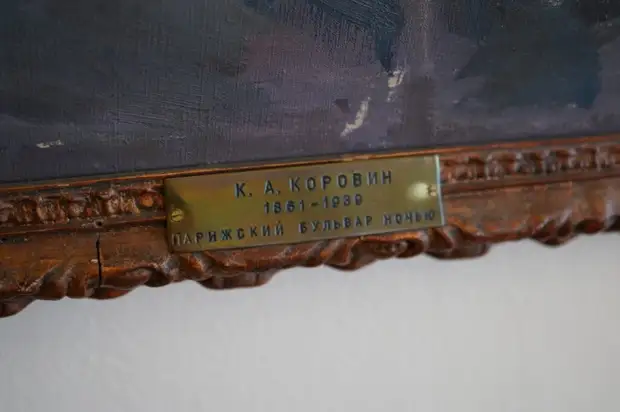 К. А. КОРОВИН
1861-1939
ПАРИЖСКИЙ БУЛЬВАР НОЧЬЮ